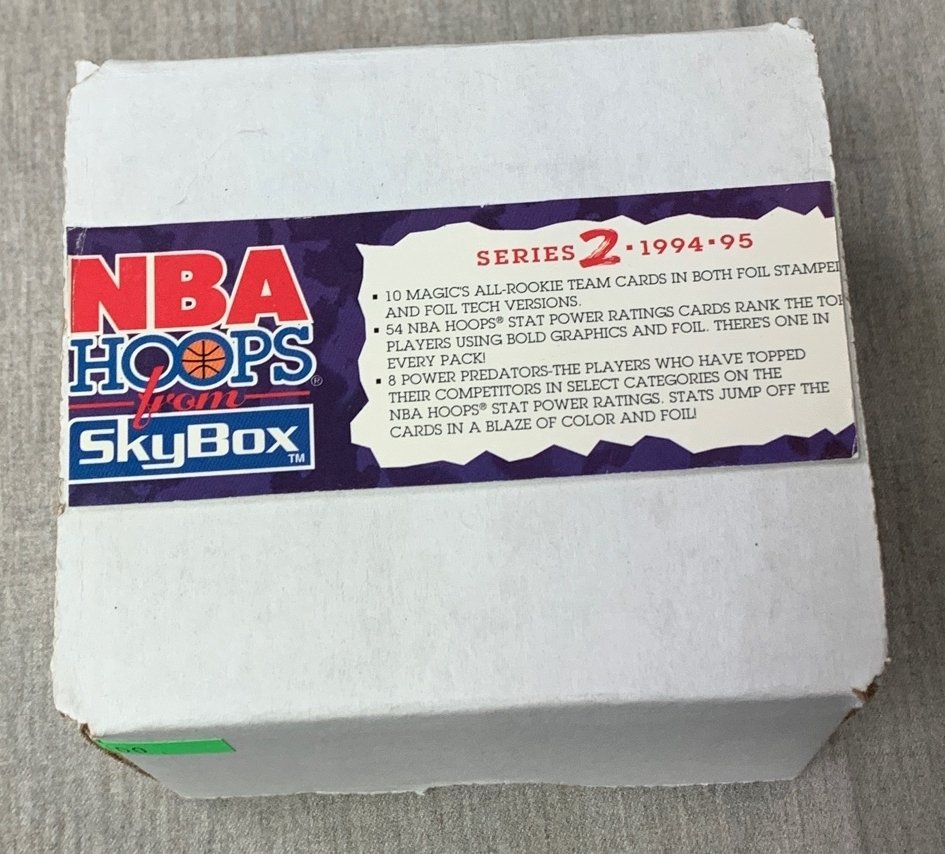 NBA
HOOPS®
from
SkyBox™
SERIES 2 ▪ 1994 ▪ 95
▪ 10 MAGIC'S ALL-ROOKIE TEAM CARDS IN BOTH FOIL STAMPED
AND FOIL TECH VERSIONS.
▪ 54 NBA HOOPS® STAT POWER RATINGS CARDS RANK THE TOP
PLAYERS USING BOLD GRAPHICS AND FOIL. THERE'S ONE IN
EVERY PACK!
▪ 8 POWER PREDATORS-THE PLAYERS WHO HAVE TOPPED
THEIR COMPETITORS IN SELECT CATEGORIES ON THE
NBA HOOPS® STAT POWER RATINGS. STATS JUMP OFF THE
CARDS IN A BLAZE OF COLOR AND FOIL!